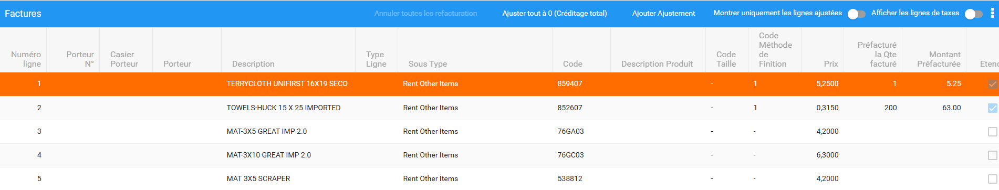 Factures Annuler toutes les refacturation Ajuster tout à 0 (Créditage total) Ajouter Ajustement Montrer uniquement les lignes ajustées Afficher les lignes de taxes
Numéro ligne Porteur N° Casier Porteur Porteur Description Type Ligne Sous Type Code Description Produit Code Taille Code Méthode de Finition Prix Préfacturé la Qte facturé Montant Préfacturée
1 TERRYCLOTH UNIFIRST 16X19 SECO Rent Other Items 859407 - 1 5,2500 1 5.25
2 TOWELS-HUCK 15 X 25 IMPORTED Rent Other Items 852607 - 1 0,3150 200 63.00
3 MAT-3X5 GREAT IMP 2.0 Rent Other Items 76GA03 - - 4,2000
4 MAT-3X10 GREAT IMP 2.0 Rent Other Items 76GC03 - - 6,3000
5 MAT 3X5 SCRAPER Rent Other Items 538812 - - 4,2000